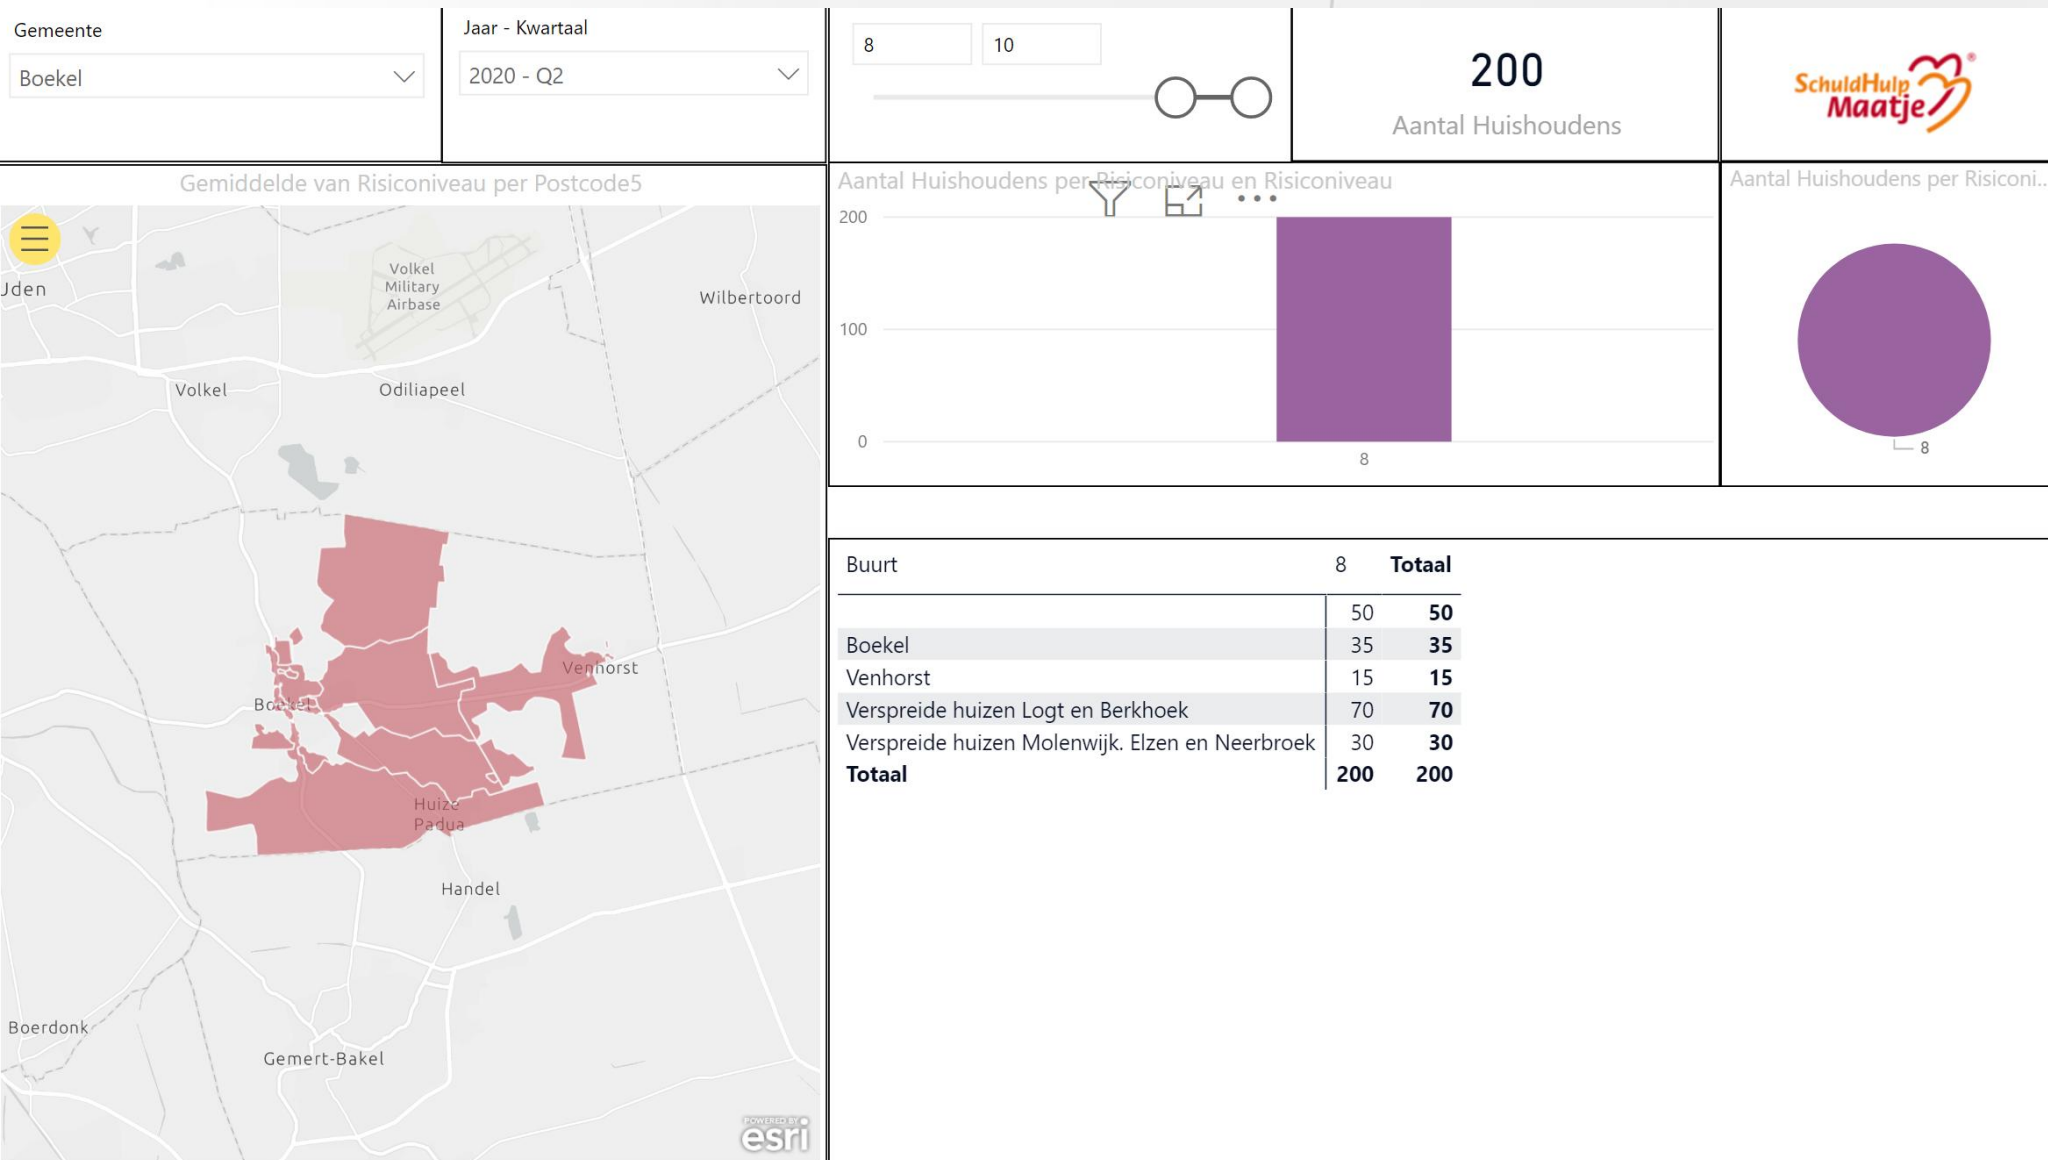 Gemeente
Boekel
Jaar - Kwartaal
2020 - Q2
8
10
200
Aantal Huishoudens
SchuldHulp
Maatje
®
Gemiddelde van Risiconiveau per Postcode5
Volkel
Military
Airbase
Uden
Wilbertoord
Volkel
Odiliapeel
Venhorst
Boekel
Huize
Padua
Handel
Boerdonk
Gemert-Bakel
POWERED BY
esri
Aantal Huishoudens per Risiconiveau en Risiconiveau
200
100
0
8
Aantal Huishoudens per Risiconi...
8
Buurt 8 Totaal
50 50
Boekel 35 35
Venhorst 15 15
Verspreide huizen Logt en Berkhoek 70 70
Verspreide huizen Molenwijk. Elzen en Neerbroek 30 30
Totaal 200 200